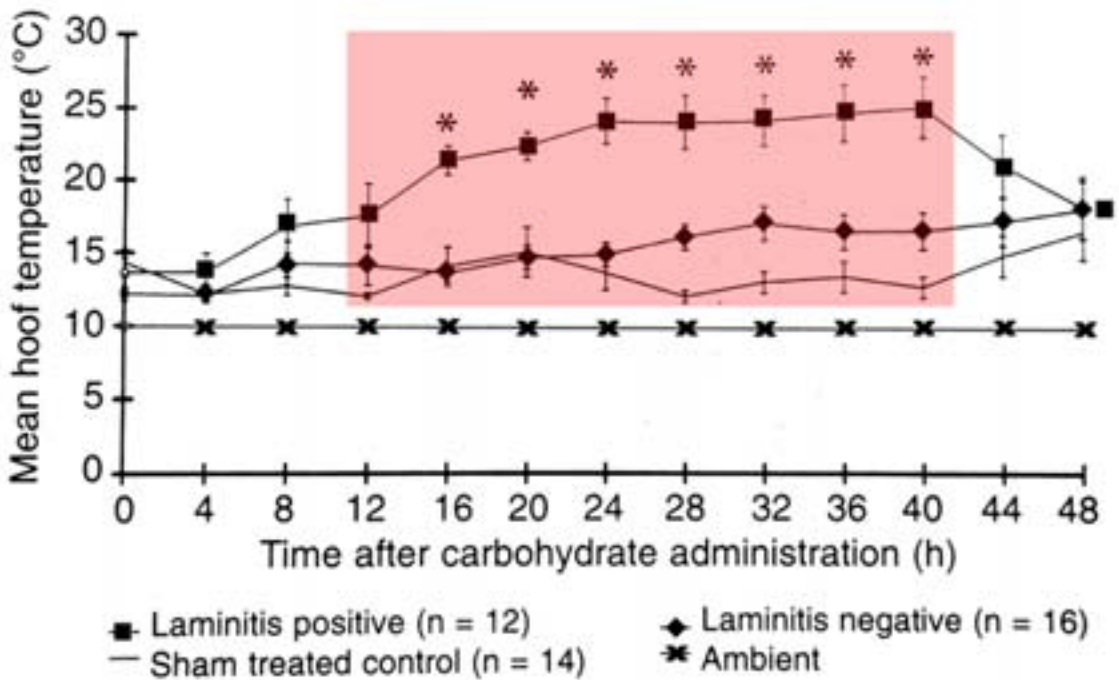 Mean hoof temperature (°C)
30
25
20
15
10
5
0
* * * * * * *
0 4 8 12 16 20 24 28 32 36 40 44 48
Time after carbohydrate administration (h)
Laminitis positive (n = 12)
Laminitis negative (n = 16)
Sham treated control (n = 14)
Ambient